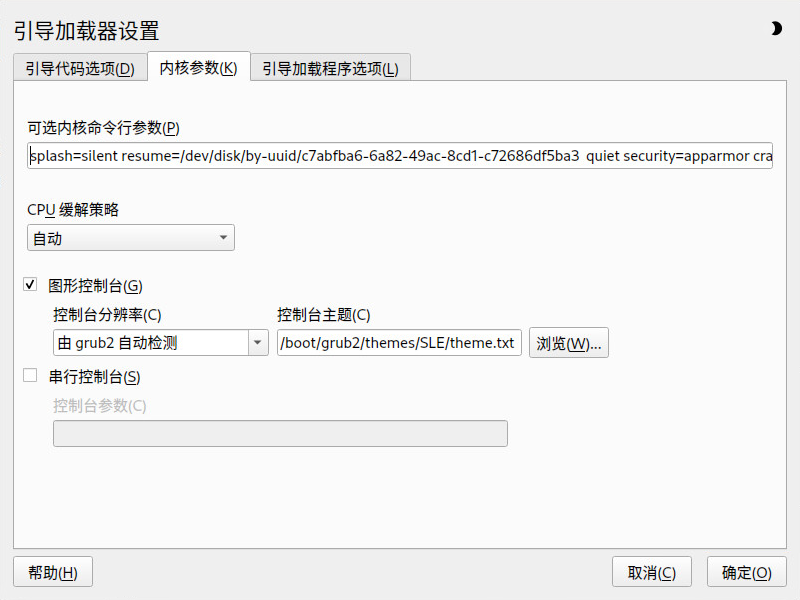 引导加载器设置
引导代码选项(D) 内核参数(K) 引导加载程序选项(L)
可选内核命令行参数(P)
splash=silent resume=/dev/disk/by-uuid/c7abfba6-6a82-49ac-8cd1-c72686df5ba3  quiet security=apparmor cra
CPU 缓解策略
自动
图形控制台(G)
控制台分辨率(C) 控制台主题(C)
由 grub2 自动检测 /boot/grub2/themes/SLE/theme.txt 浏览(W)...
串行控制台(S)
控制台参数(C)
帮助(H) 取消(C) 确定(O)